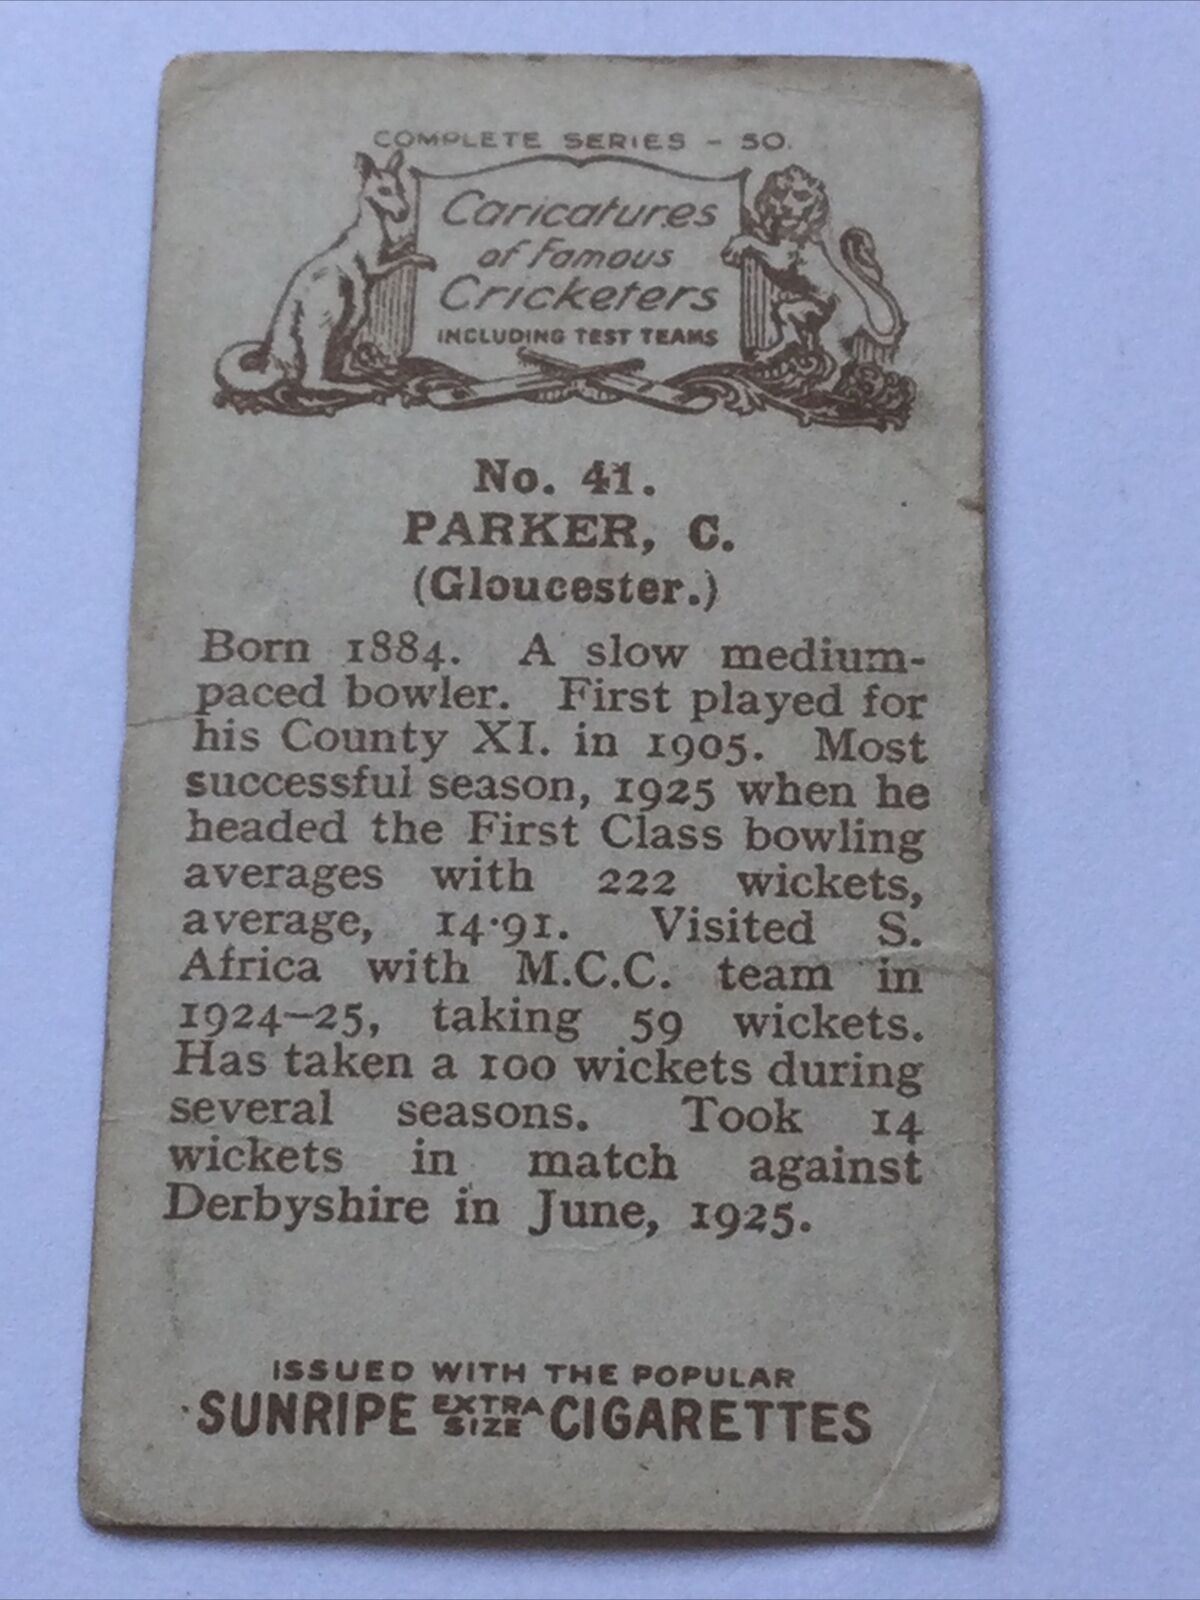 COMPLETE SERIES - 50.
Caricatures
of Famous
Cricketers
INCLUDING TEST TEAMS
No. 41.
PARKER, C.
(Gloucester.)
Born 1884. A slow medium-
paced bowler. First played for
his County XI. in 1905. Most
successful season, 1925 when he
headed the First Class bowling
averages with 222 wickets,
average, 14·91. Visited S.
Africa with M.C.C. team in
1924–25, taking 59 wickets.
Has taken a 100 wickets during
several seasons. Took 14
wickets in match against
Derbyshire in June, 1925.
ISSUED WITH THE POPULAR
SUNRIPE EXTRA SIZE CIGARETTES